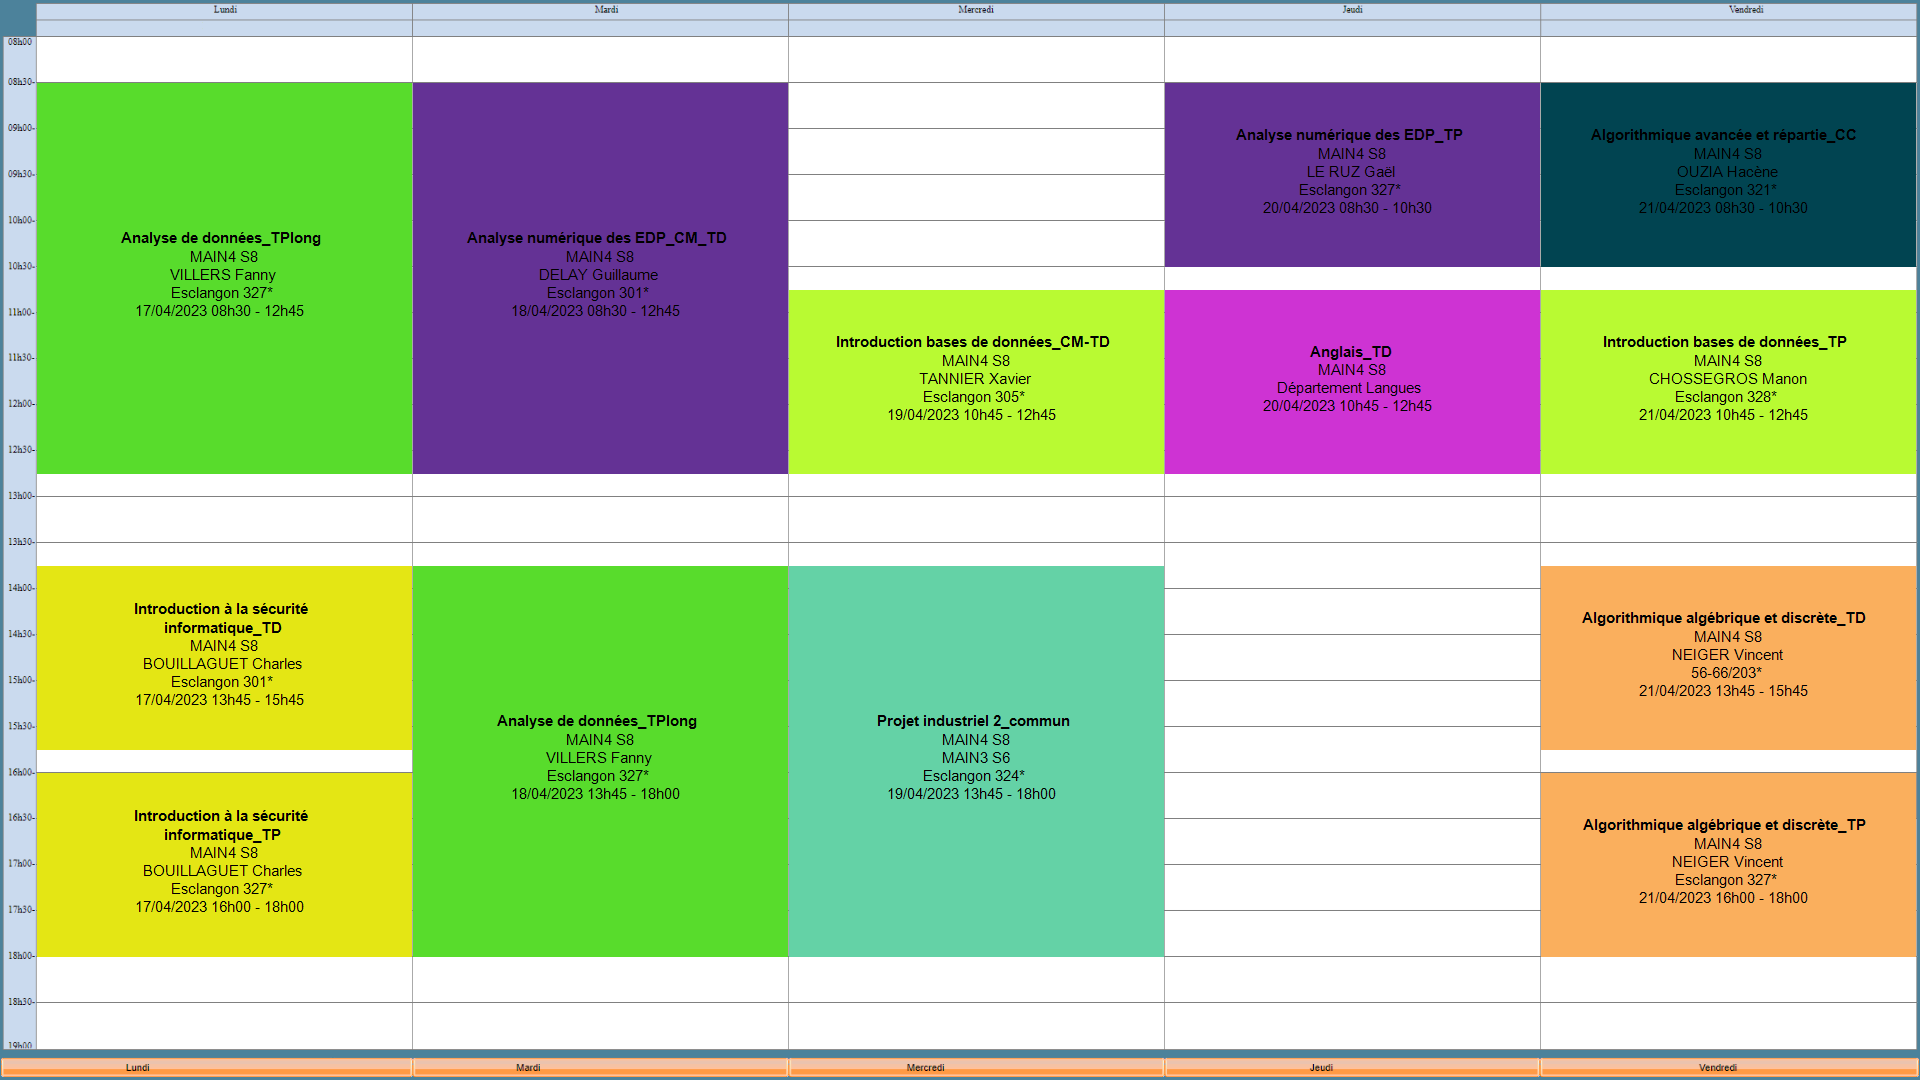 Lundi
Mardi
Mercredi
Jeudi
Vendredi
08h00
08h30-
09h00-
09h30-
10h00-
10h30-
11h00-
11h30-
12h00-
12h30-
13h00-
13h30-
14h00-
14h30-
15h00-
15h30-
16h00-
16h30-
17h00-
17h30-
18h00-
18h30-
19h00
Analyse de données_TPlong
MAIN4 S8
VILLERS Fanny
Esclangon 327*
17/04/2023 08h30 - 12h45
Introduction à la sécurité
informatique_TD
MAIN4 S8
BOUILLAGUET Charles
Esclangon 301*
17/04/2023 13h45 - 15h45
Introduction à la sécurité
informatique_TP
MAIN4 S8
BOUILLAGUET Charles
Esclangon 327*
17/04/2023 16h00 - 18h00
Analyse numérique des EDP_CM_TD
MAIN4 S8
DELAY Guillaume
Esclangon 301*
18/04/2023 08h30 - 12h45
Analyse de données_TPlong
MAIN4 S8
VILLERS Fanny
Esclangon 327*
18/04/2023 13h45 - 18h00
Introduction bases de données_CM-TD
MAIN4 S8
TANNIER Xavier
Esclangon 305*
19/04/2023 10h45 - 12h45
Projet industriel 2_commun
MAIN4 S8
MAIN3 S6
Esclangon 324*
19/04/2023 13h45 - 18h00
Analyse numérique des EDP_TP
MAIN4 S8
LE RUZ Gaël
Esclangon 327*
20/04/2023 08h30 - 10h30
Anglais_TD
MAIN4 S8
Département Langues
20/04/2023 10h45 - 12h45
Algorithmique avancée et répartie_CC
MAIN4 S8
OUZIA Hacène
Esclangon 321*
21/04/2023 08h30 - 10h30
Introduction bases de données_TP
MAIN4 S8
CHOSSEGROS Manon
Esclangon 328*
21/04/2023 10h45 - 12h45
Algorithmique algébrique et discrète_TD
MAIN4 S8
NEIGER Vincent
56-66/203*
21/04/2023 13h45 - 15h45
Algorithmique algébrique et discrète_TP
MAIN4 S8
NEIGER Vincent
Esclangon 327*
21/04/2023 16h00 - 18h00
Lundi
Mardi
Mercredi
Jeudi
Vendredi